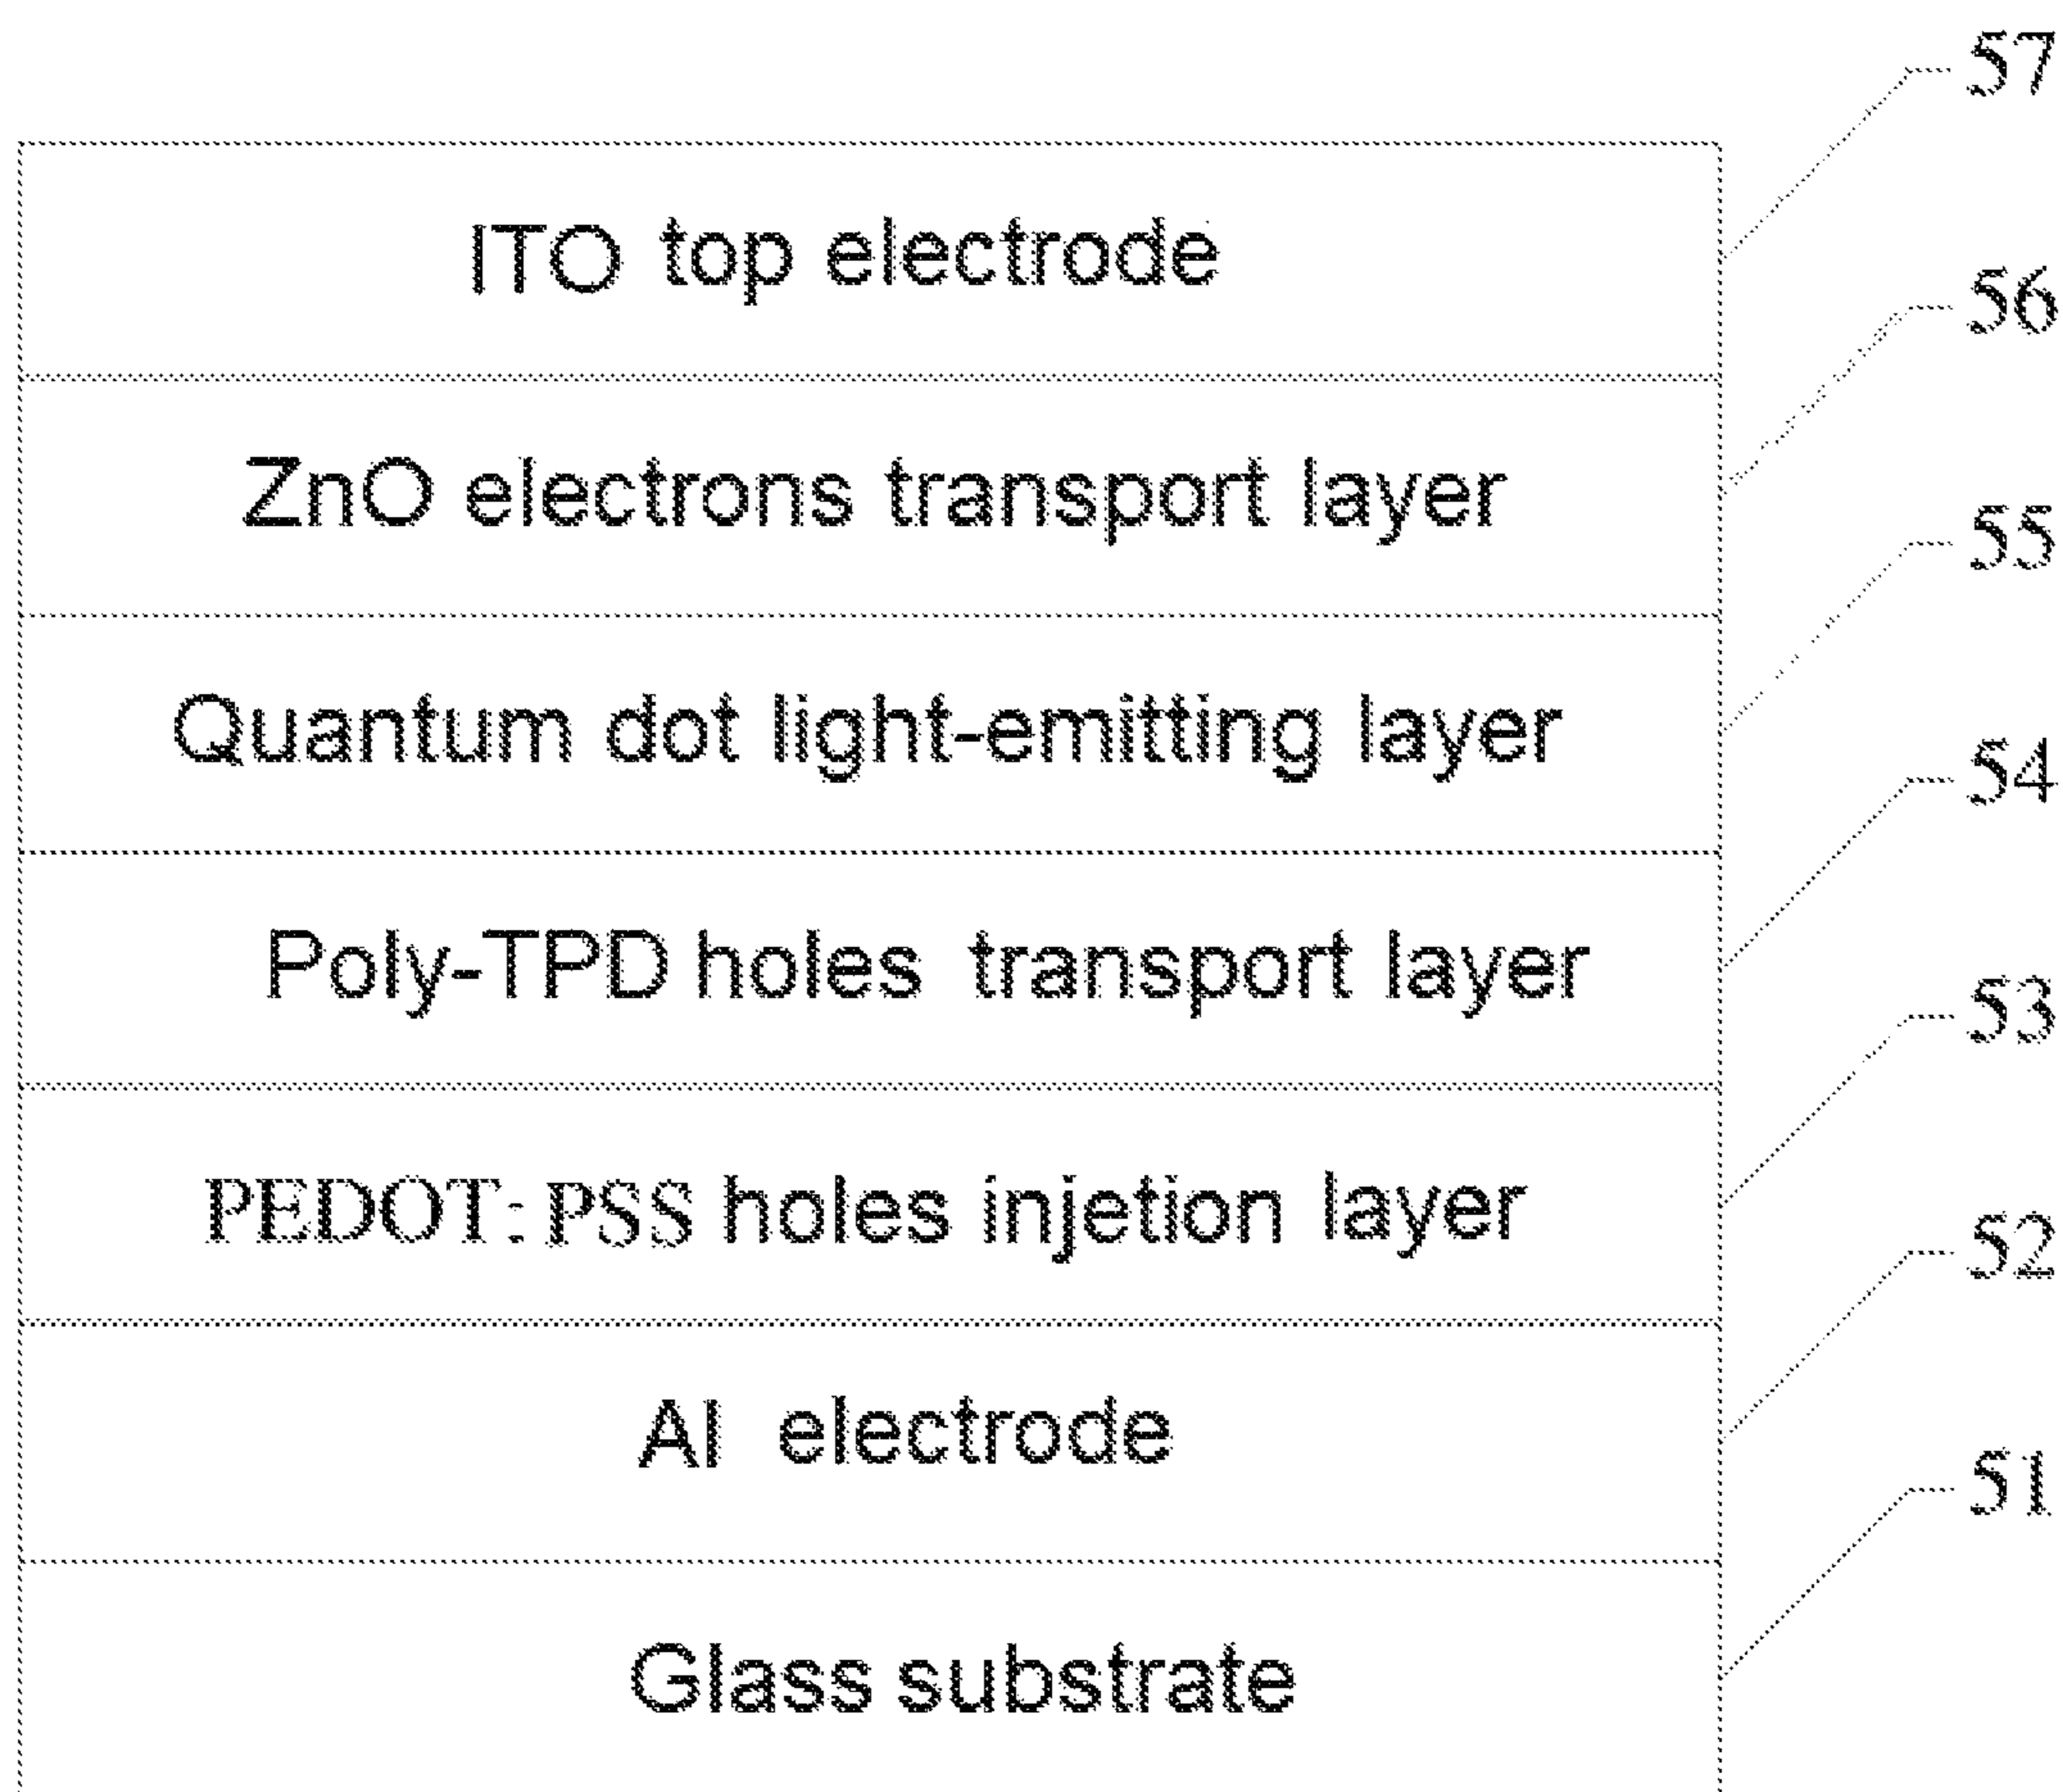 57
ITO top electrode
56
ZnO electrons transport layer
55
Quantum dot light-emitting layer
54
Poly-TPD holes transport layer
53
PEDOT: PSS holes injetion layer
52
Al electrode
51
Glass substrate